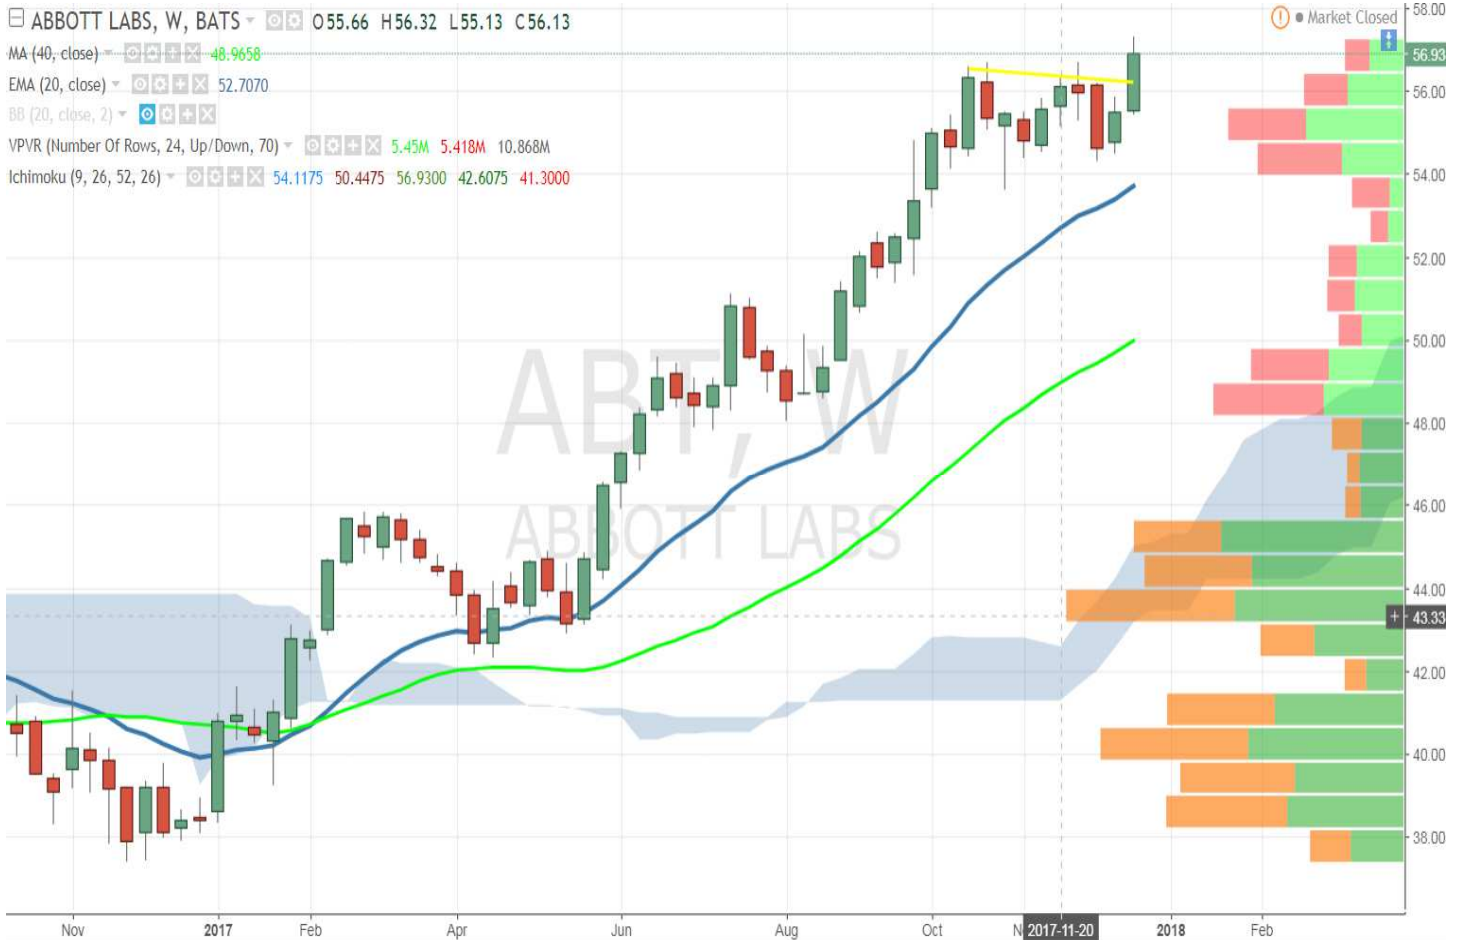 ABBOTT LABS, W, BATS O55.66 H56.32 L55.13 C56.13
Market Closed
MA (40, close) 48.9658
EMA (20, close) 52.7070
BB (20, close, 2)
VPVR (Number Of Rows, 24, Up/Down, 70) 5.45M 5.418M 10.868M
Ichimoku (9, 26, 52, 26) 54.1175 50.4475 56.9300 42.6075 41.3000
ABT, W
ABBOTT LABS
58.00
56.93
56.00
54.00
52.00
50.00
48.00
46.00
44.00
43.33
42.00
40.00
38.00
Nov 2017 Feb Apr Jun Aug Oct N 2017-11-20 2018 Feb